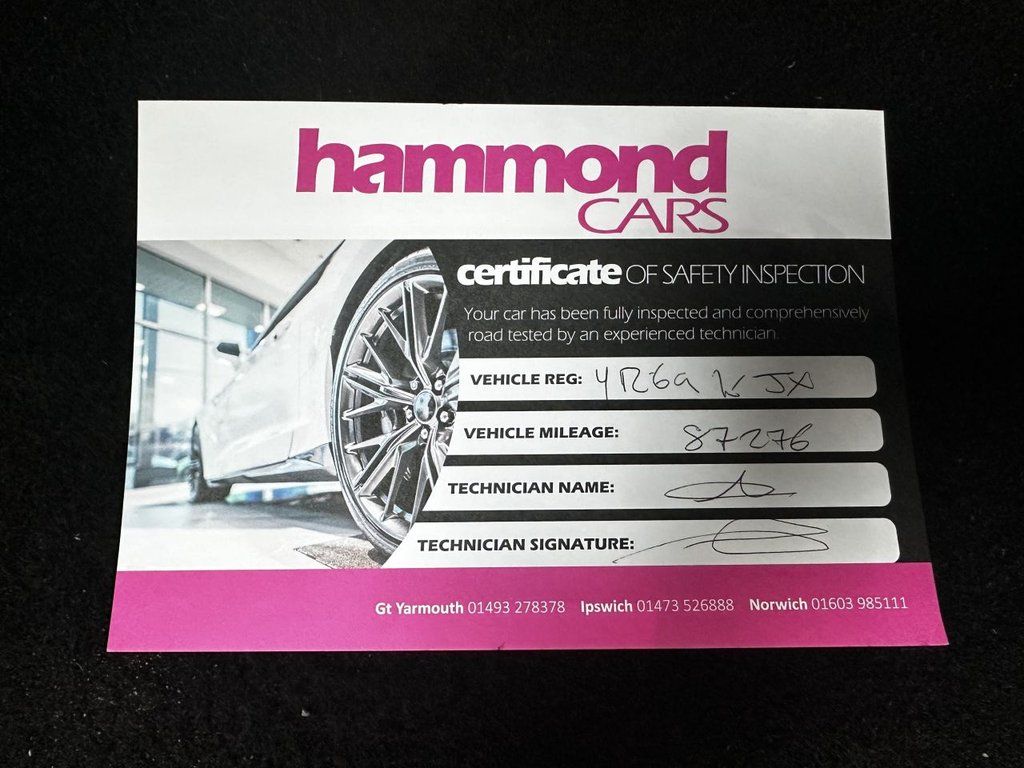 hammond
CARS
certificate OF SAFETY INSPECTION
Your car has been fully inspected and comprehensively
road tested by an experienced technician.
VEHICLE REG: YR69 KJX
VEHICLE MILEAGE: 87276
TECHNICIAN NAME:
TECHNICIAN SIGNATURE:
Gt Yarmouth 01493 278378 Ipswich 01473 526888 Norwich 01603 985111